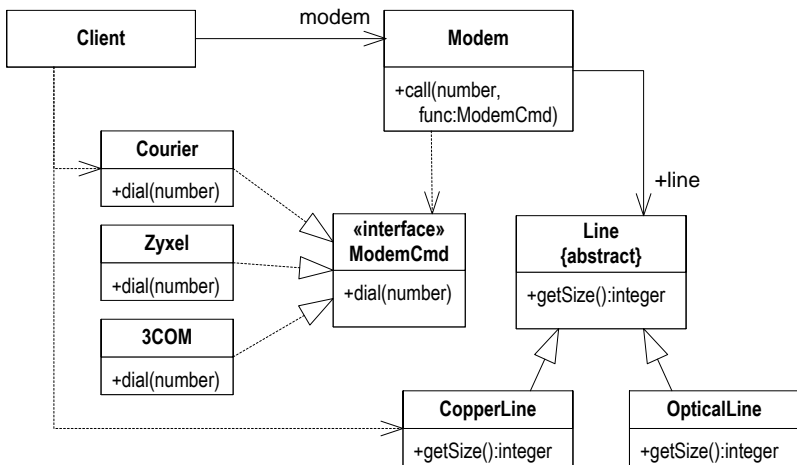 modem
Client
Modem
+call(number,
func:ModemCmd)
Courier
+dial(number)
+line
«interface»
ModemCmd
+dial(number)
Line
{abstract}
+getSize():integer
Zyxel
+dial(number)
3COM
+dial(number)
CopperLine
+getSize():integer
OpticalLine
+getSize():integer